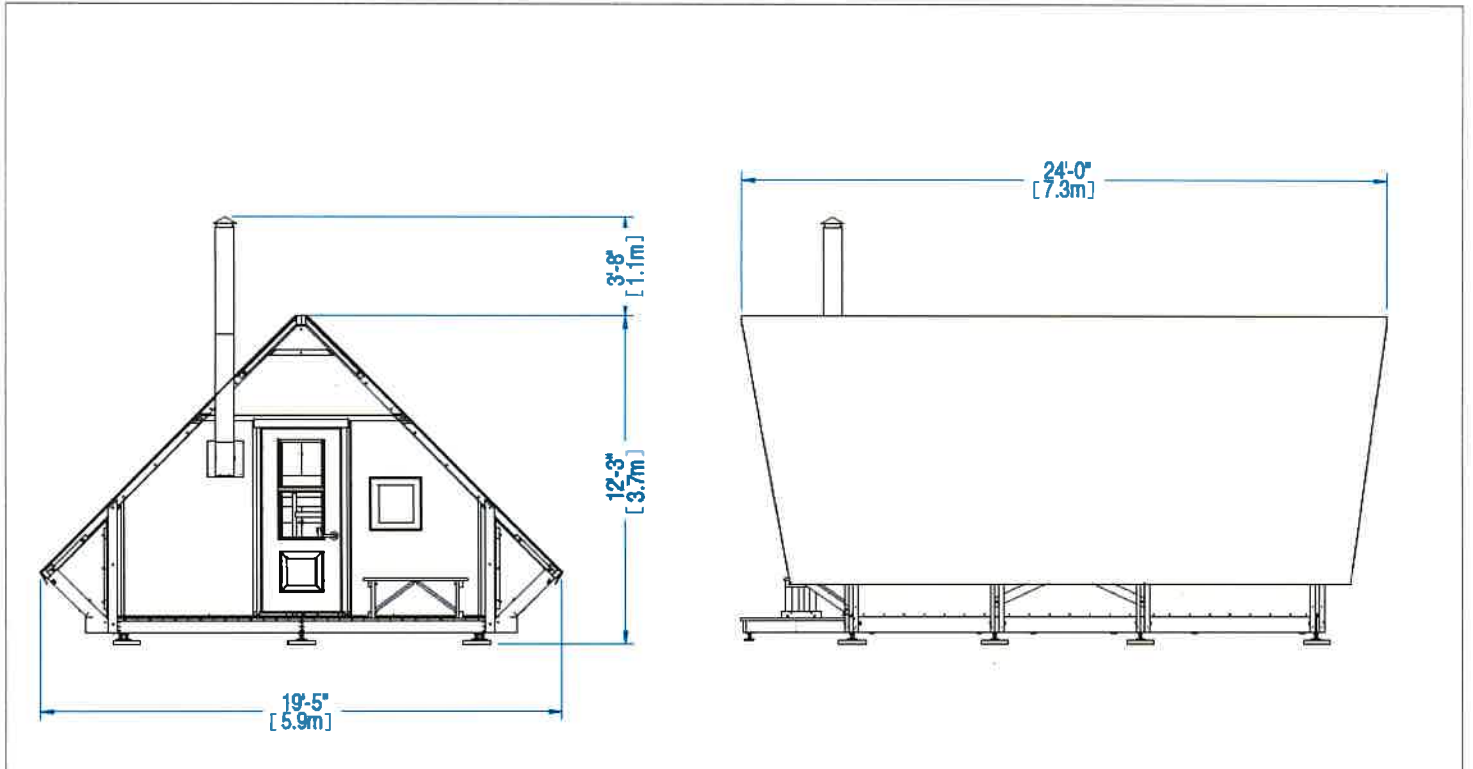 24'-0"
[7.3m]
3'-8"
[1.1m]
12'-3"
[3.7m]
19'-5"
[5.9m]